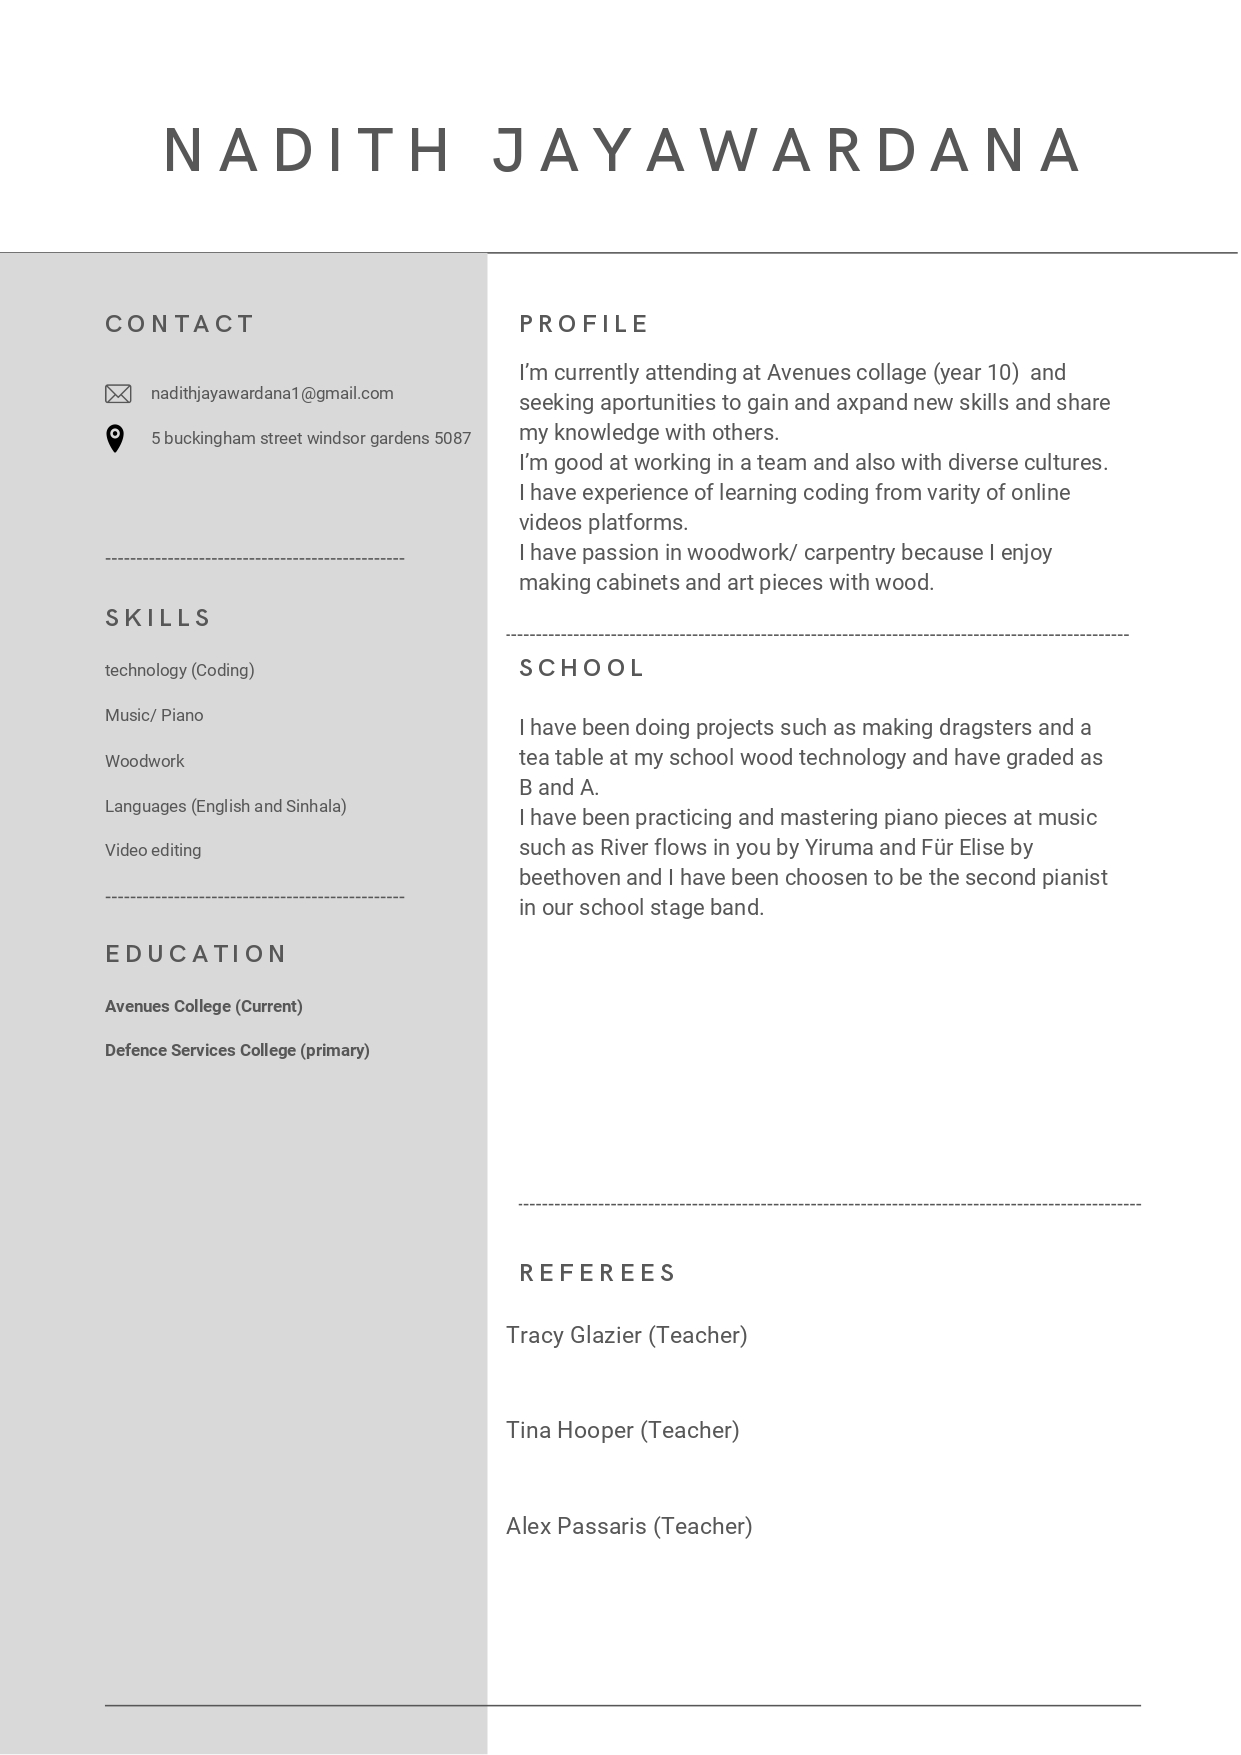 NADITH JAYAWARDANA
CONTACT
nadithjayawardana1@gmail.com
5 buckingham street windsor gardens 5087
------------------------------------------------
SKILLS
technology (Coding)
Music/ Piano
Woodwork
Languages (English and Sinhala)
Video editing
------------------------------------------------
EDUCATION
Avenues College (Current)
Defence Services College (primary)
PROFILE
I’m currently attending at Avenues collage (year 10)  and
seeking aportunities to gain and axpand new skills and share
my knowledge with others.
I’m good at working in a team and also with diverse cultures.
I have experience of learning coding from varity of online
videos platforms.
I have passion in woodwork/ carpentry because I enjoy
making cabinets and art pieces with wood.
----------------------------------------------------------------------------------------------------
SCHOOL
I have been doing projects such as making dragsters and a
tea table at my school wood technology and have graded as
B and A.
I have been practicing and mastering piano pieces at music
such as River flows in you by Yiruma and Für Elise by
beethoven and I have been choosen to be the second pianist
in our school stage band.
----------------------------------------------------------------------------------------------------
REFEREES
Tracy Glazier (Teacher)
Tina Hooper (Teacher)
Alex Passaris (Teacher)